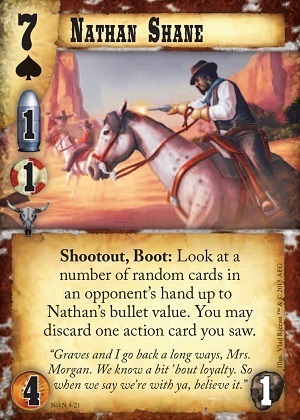 7
NATHAN SHANE
1
1
Shootout, Boot: Look at a
number of random cards in
an opponent's hand up to
Nathan's bullet value. You may
discard one action card you saw.
"Graves and I go back a long ways, Mrs.
Morgan. We know a bit 'bout loyalty. So
when we say we're with ya, believe it."
4
1